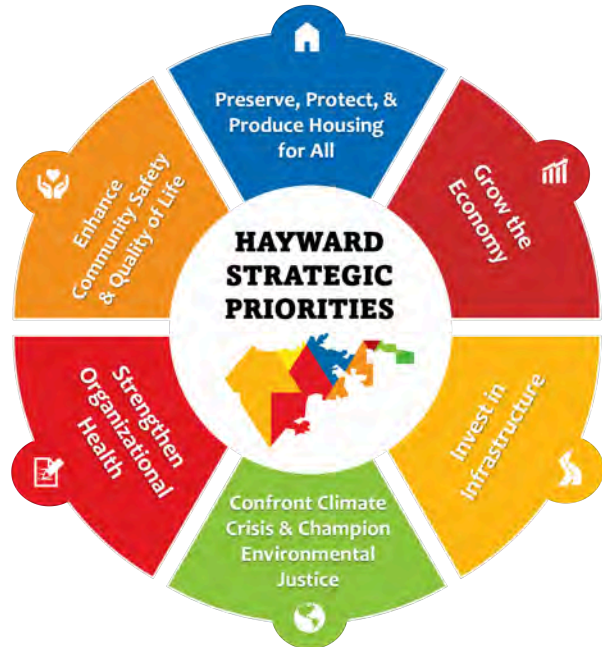 Preserve, Protect, &
Produce Housing
for All
Grow the
Economy
Invest in
Infrastructure
Confront Climate
Crisis & Champion
Environmental
Justice
Strengthen
Organizational
Health
Enhance
Community Safety
& Quality of Life
HAYWARD
STRATEGIC
PRIORITIES